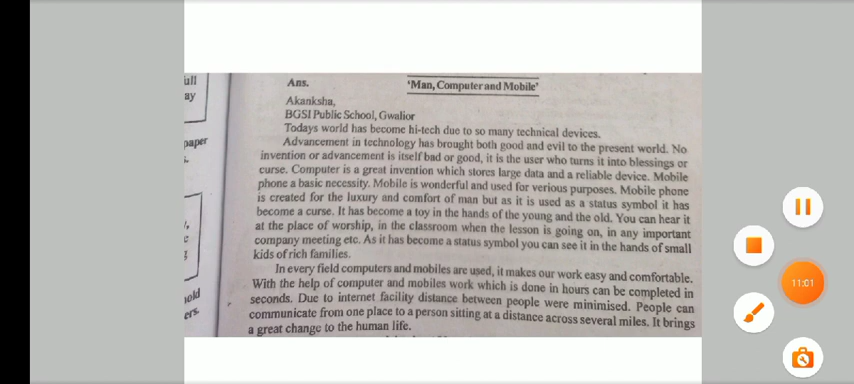 ull
ay
paper
Ans.
'Man, Computer and Mobile'
Akanksha,
BGSI Public School, Gwalior
Todays world has become hi-tech due to so many technical devices.
Advancement in technology has brought both good and evil to the present world. No
invention or advancement is itself bad or good, it is the user who turns it into blessings or
curse. Computer is a great invention which stores large data and a reliable device. Mobile
phone a basic necessity. Mobile is wonderful and used for verious purposes. Mobile phone
is created for the luxury and comfort of man but as it is used as a status symbol it has
become a curse. It has become a toy in the hands of the young and the old. You can hear it
at the place of worship, in the classroom when the lesson is going on, in any important
company meeting etc. As it has become a status symbol you can see it in the hands of small
kids of rich families.
In every field computers and mobiles are used, it makes our work easy and comfortable.
With the help of computer and mobiles work which is done in hours can be completed in
seconds. Due to internet facility distance between people were minimised. People can
communicate from one place to a person sitting at a distance across several miles. It brings
a great change to the human life.
ers.
11:01